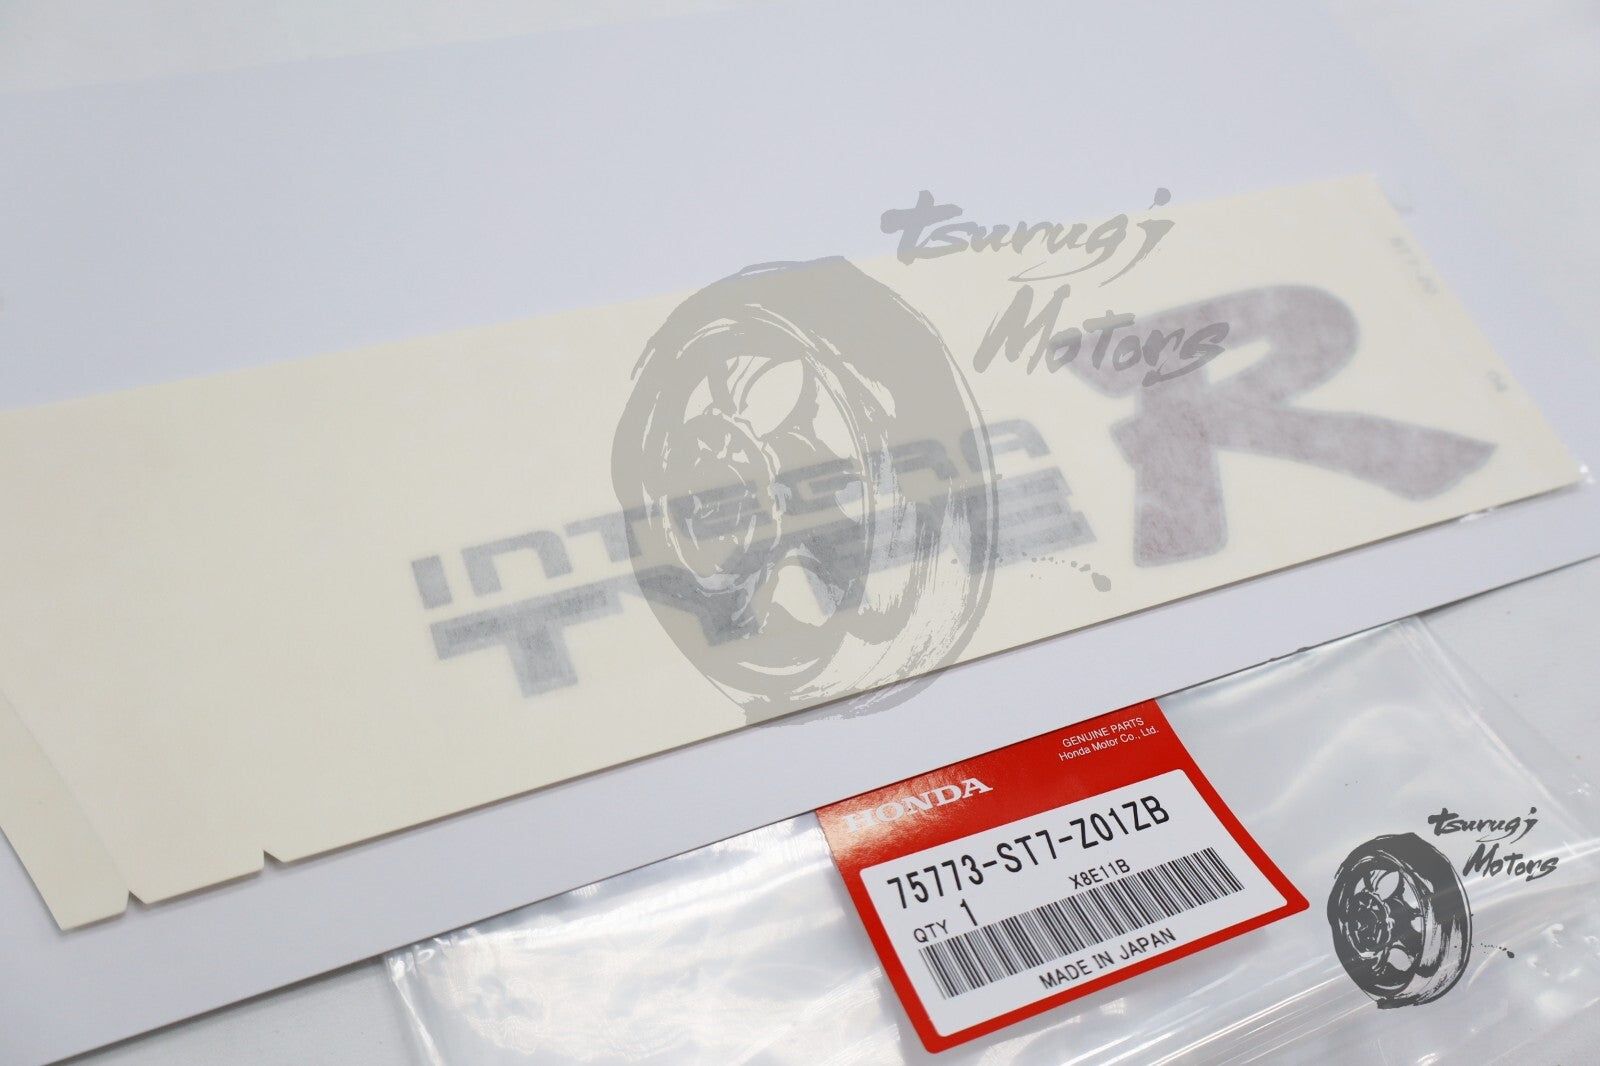 tsurugi
Motors
INTEGRA
TYPE R
GENUINE PARTS
Honda Motor Co., Ltd.
HONDA
75773-ST7-Z01ZB
X8E11B
QTY 1
MADE IN JAPAN
tsurugi
Motors